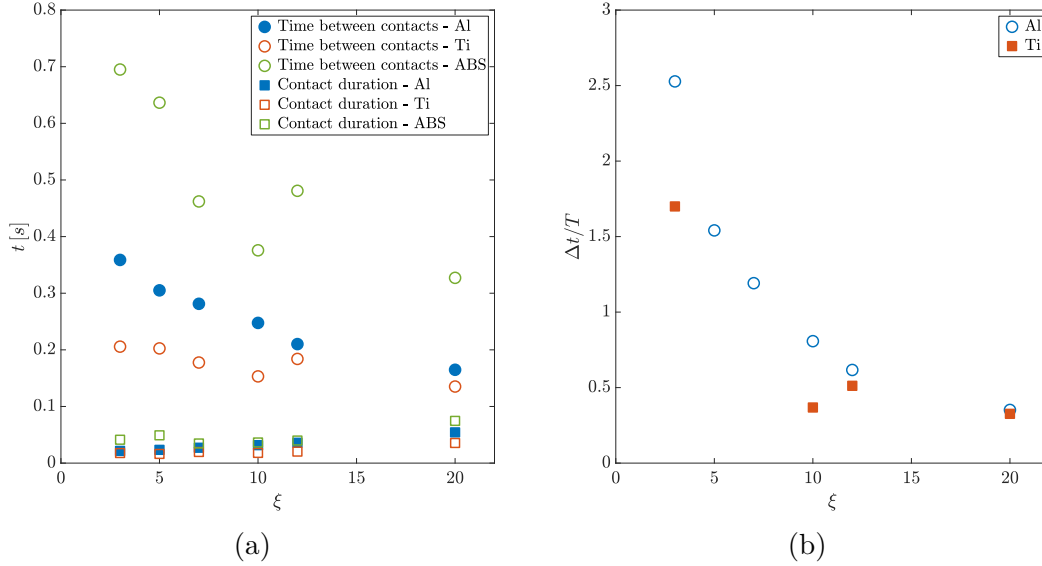 0.8
0.7
0.6
0.5
0.4
0.3
0.2
0.1
0
t [s]
0
5
10
15
20
ξ
Time between contacts - Al
Time between contacts - Ti
Time between contacts - ABS
Contact duration - Al
Contact duration - Ti
Contact duration - ABS
(a)
3
2.5
2
1.5
1
0.5
0
Δt/T
0
5
10
15
20
ξ
Al
Ti
(b)